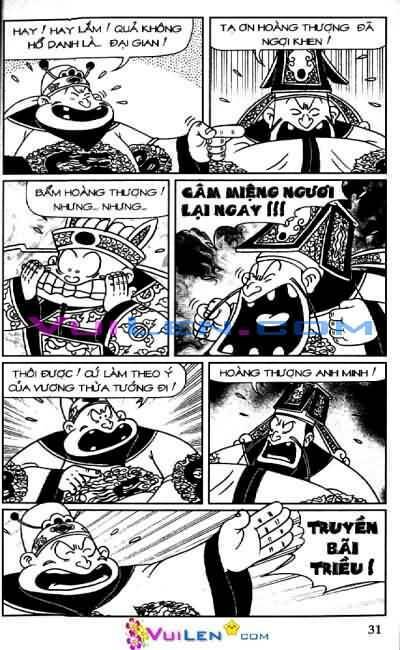 HAY ! HAY LẮM ! QUẢ KHÔNG
HỔ DANH LÀ... ĐẠI GIAN !
TẠ ƠN HOÀNG THƯỢNG ĐÃ
NGỢI KHEN !
BẨM HOÀNG THƯỢNG !
NHƯNG... NHƯNG...
CÂM MIỆNG NGƯƠI
LẠI NGAY !!!
VUILEN.COM
THÔI ĐƯỢC ! CỨ LÀM THEO Ý
CỦA VƯƠNG THỪA TƯỚNG ĐI !
HOÀNG THƯỢNG ANH MINH !
TRUYỀN
BÃI
TRIỀU !
31
VUILEN.COM